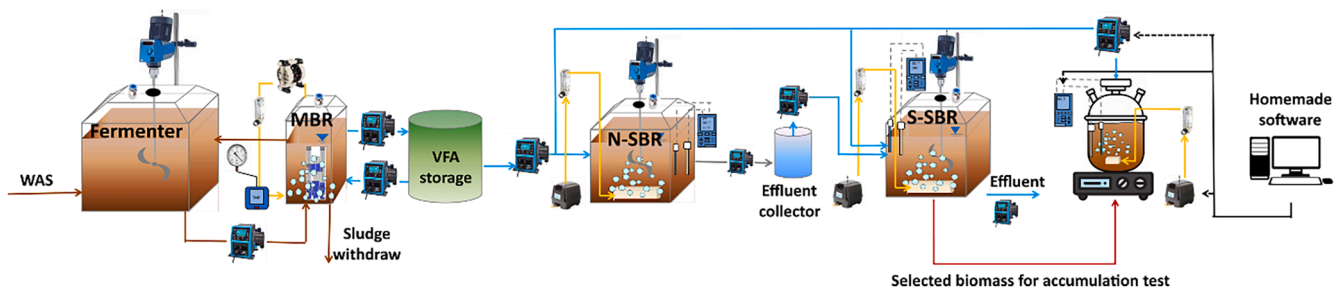 Fermenter
WAS
MBR
Sludge
withdraw
VFA
storage
N-SBR
Effluent
collector
S-SBR
Effluent
Homemade
software
Selected biomass for accumulation test